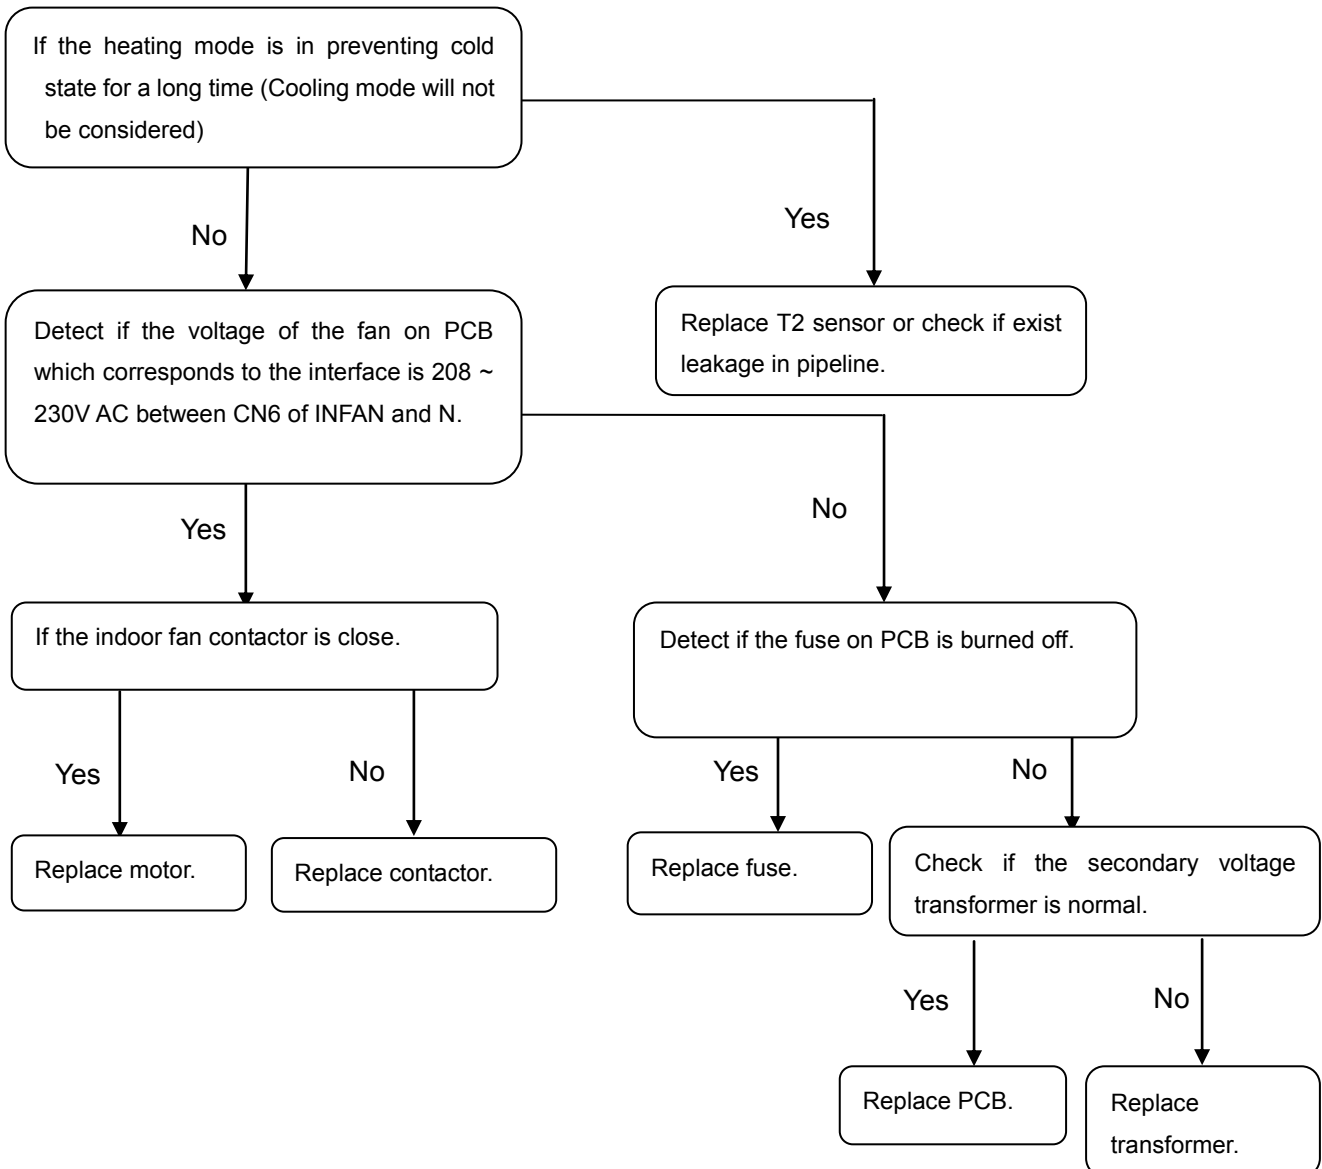 If the heating mode is in preventing cold
state for a long time (Cooling mode will not
be considered)
No
Yes
Detect if the voltage of the fan on PCB
which corresponds to the interface is 208 ~
230V AC between CN6 of INFAN and N.
Replace T2 sensor or check if exist
leakage in pipeline.
Yes
No
If the indoor fan contactor is close.
Detect if the fuse on PCB is burned off.
Yes
No
Yes
No
Replace motor.
Replace contactor.
Replace fuse.
Check if the secondary voltage
transformer is normal.
Yes
No
Replace PCB.
Replace
transformer.